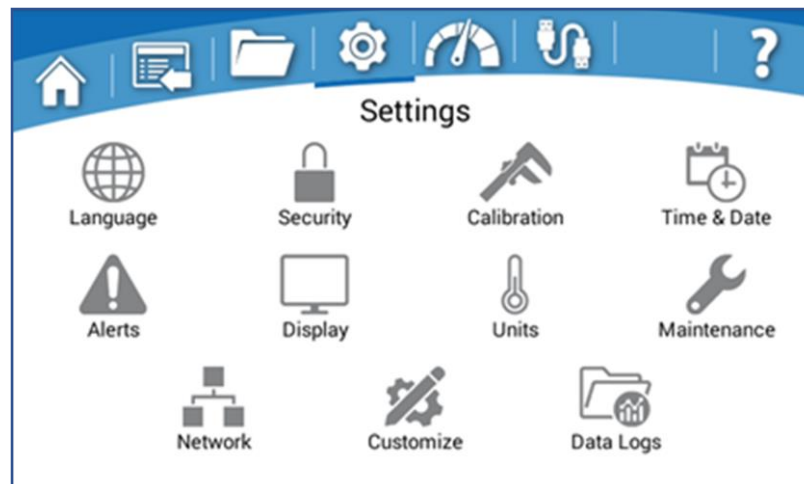 ?
Settings
Language Security Calibration Time & Date
Alerts Display Units Maintenance
Network Customize Data Logs